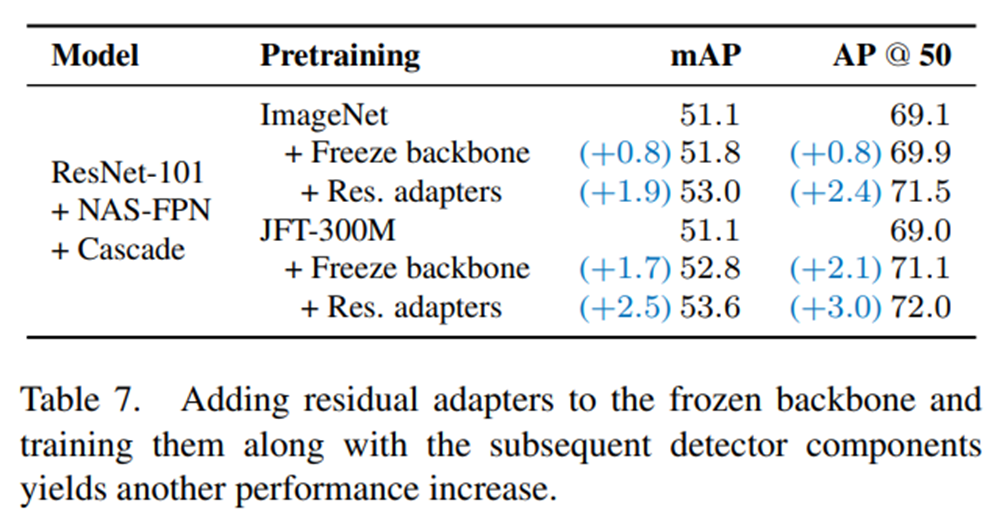 Model Pretraining mAP AP @ 50
ImageNet 51.1 69.1
+ Freeze backbone (+0.8) 51.8 (+0.8) 69.9
ResNet-101
+ Res. adapters (+1.9) 53.0 (+2.4) 71.5
+ NAS-FPN
JFT-300M 51.1 69.0
+ Cascade
+ Freeze backbone (+1.7) 52.8 (+2.1) 71.1
+ Res. adapters (+2.5) 53.6 (+3.0) 72.0
Table 7. Adding residual adapters to the frozen backbone and
training them along with the subsequent detector components
yields another performance increase.